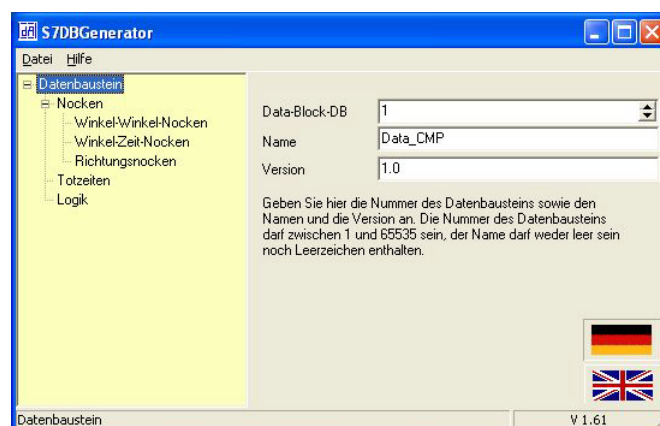 S7DBGenerator
Datei Hilfe
Datenbaustein
Nocken
Winkel-Winkel-Nocken
Winkel-Zeit-Nocken
Richtungsnocken
Totzeiten
Logik
Data-Block-DB 1
Name Data_CMP
Version 1.0
Geben Sie hier die Nummer des Datenbausteins sowie den
Namen und die Version an. Die Nummer des Datenbausteins
darf zwischen 1 und 65535 sein, der Name darf weder leer sein
noch Leerzeichen enthalten.
Datenbaustein V 1.61